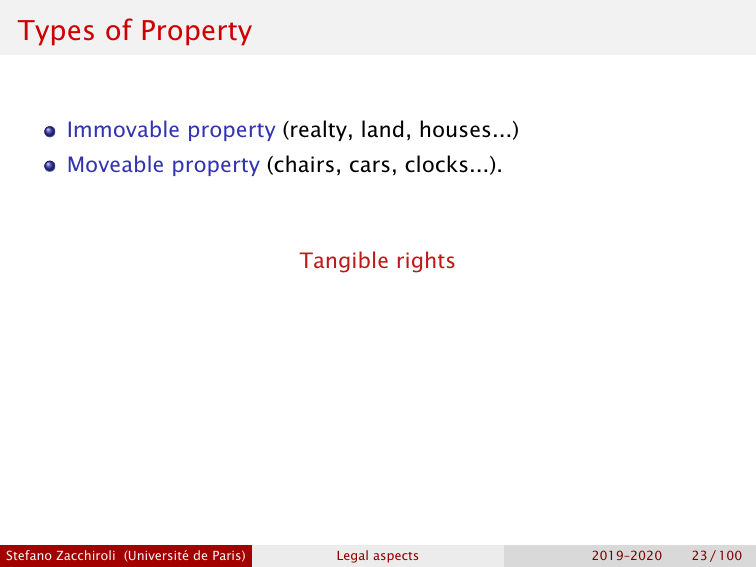 Types of Property
Immovable property (realty, land, houses...)
Moveable property (chairs, cars, clocks...).
Tangible rights
Stefano Zacchiroli (Université de Paris) Legal aspects 2019–2020 23 / 100